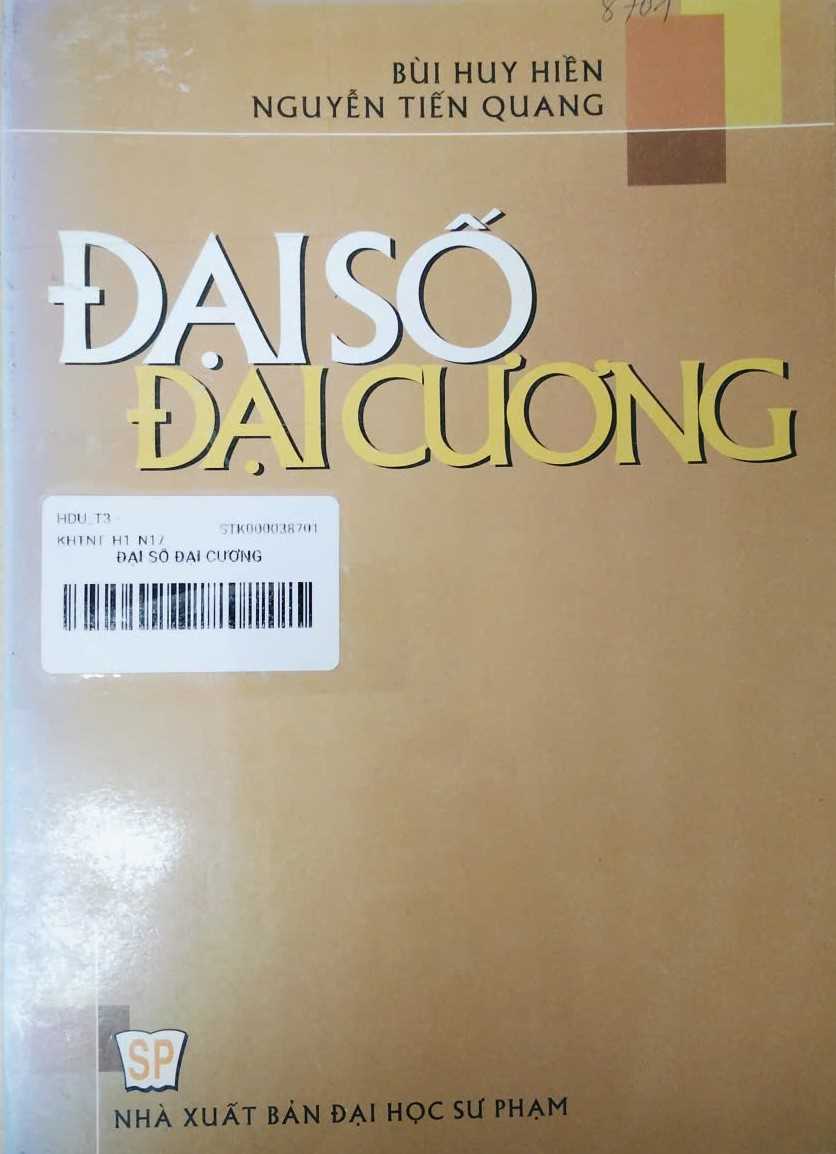 8701
BÙI HUY HIỀN
NGUYỄN TIẾN QUANG
ĐẠI SỐ
ĐẠI CƯƠNG
HDU_T3
STK000038701
KHTNT H1 N17
ĐẠI SỐ ĐẠI CƯƠNG
SP
NHÀ XUẤT BẢN ĐẠI HỌC SƯ PHẠM